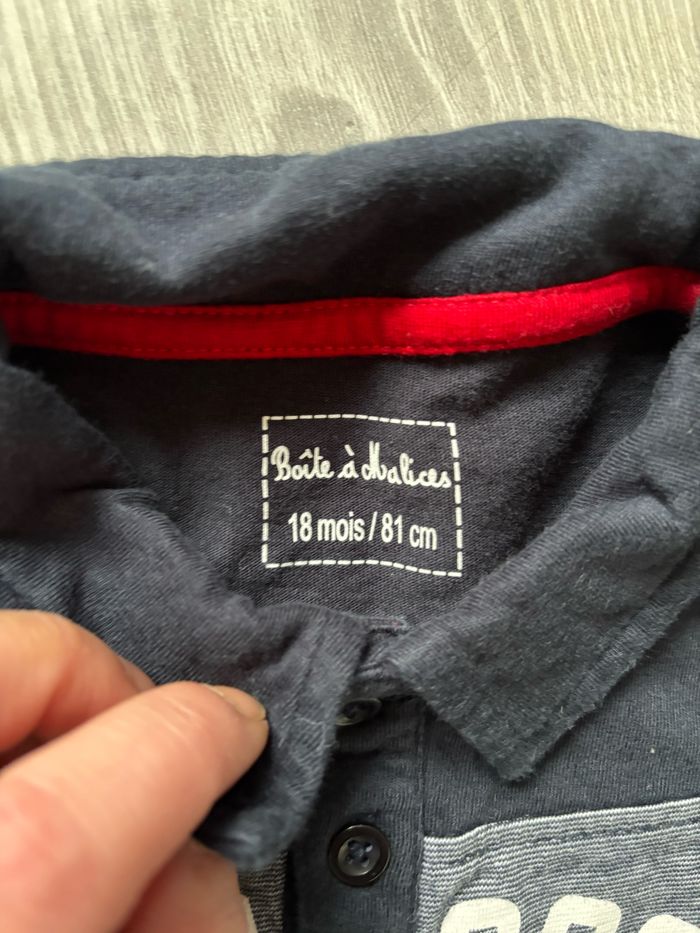 Boîte à Malices
18 mois / 81 cm